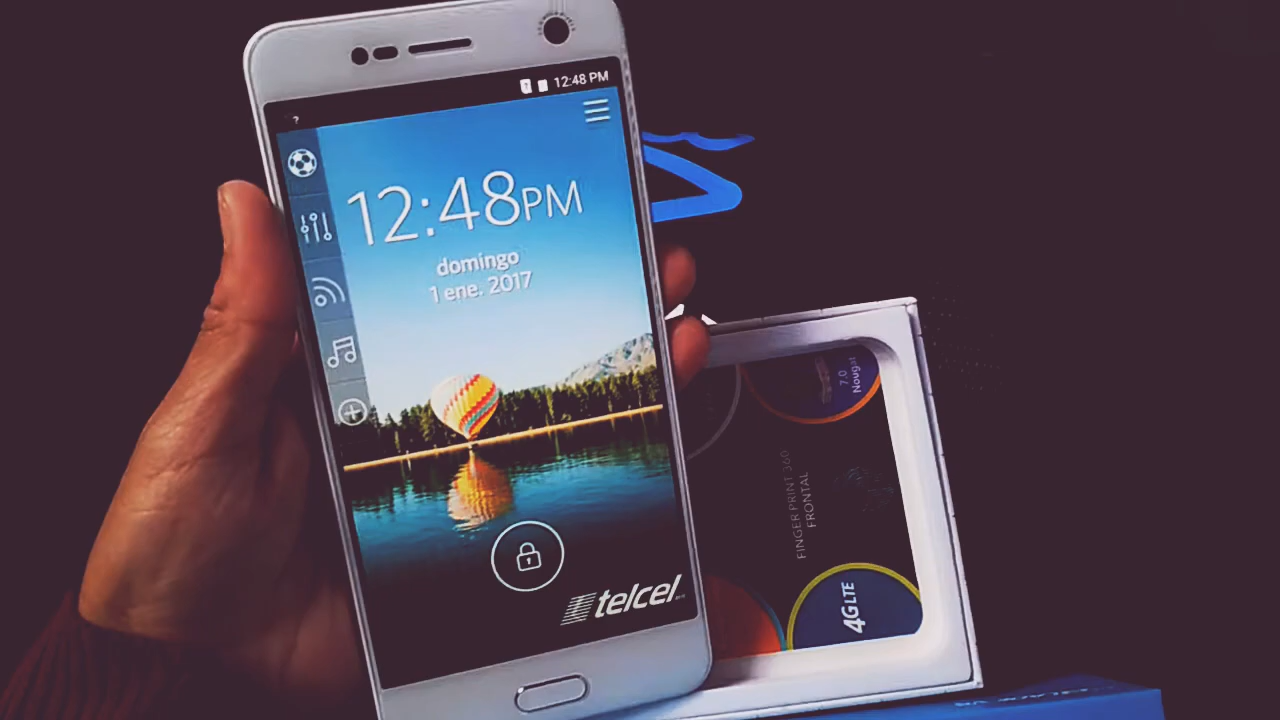 12:48 PM
?
12:48PM
domingo
1 ene. 2017
telcel
7.0
Nougat
FINGER PRINT 360
FRONTAL
4G LTE